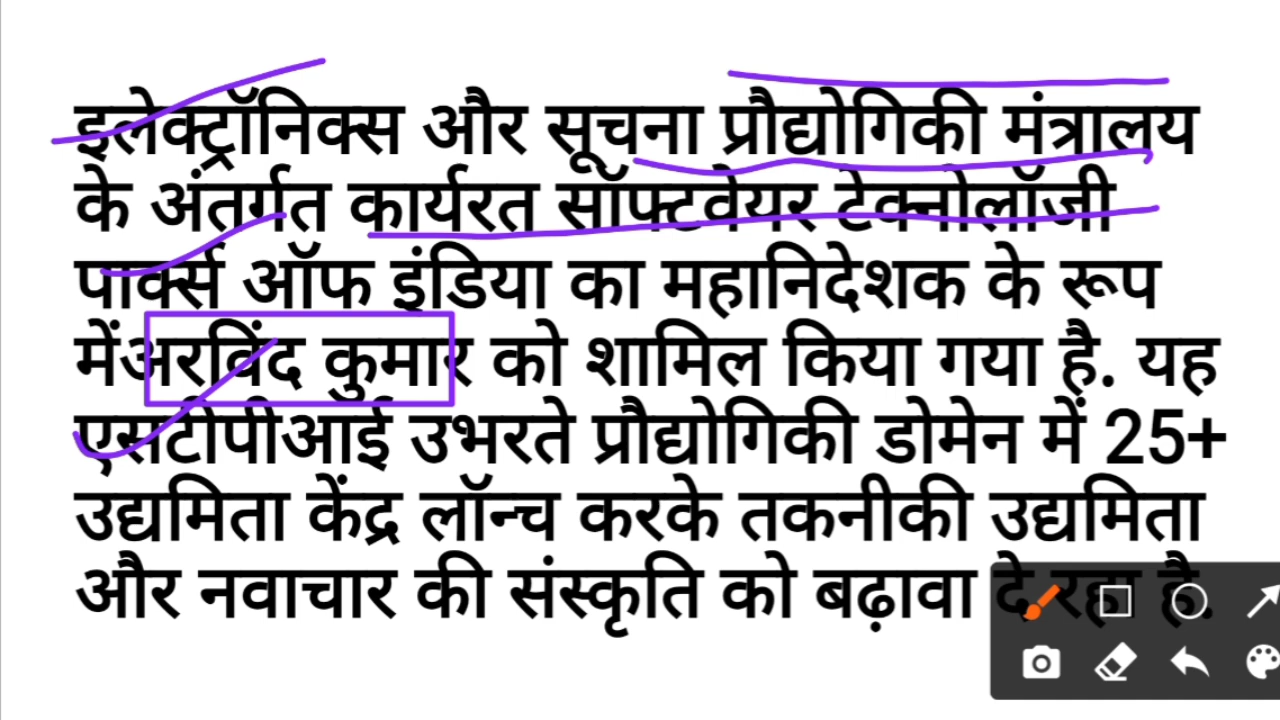 इलेक्ट्रॉनिक्स और सूचना प्रौद्योगिकी मंत्रालय
के अंतर्गत कार्यरत सॉफ्टवेयर टेक्नोलॉजी
पार्क्स ऑफ इंडिया का महानिदेशक के रूप
मेंअरविंद कुमार को शामिल किया गया है. यह
एसटीपीआई उभरते प्रौद्योगिकी डोमेन में 25+
उद्यमिता केंद्र लॉन्च करके तकनीकी उद्यमिता
और नवाचार की संस्कृति को बढ़ावा दे रहा है.